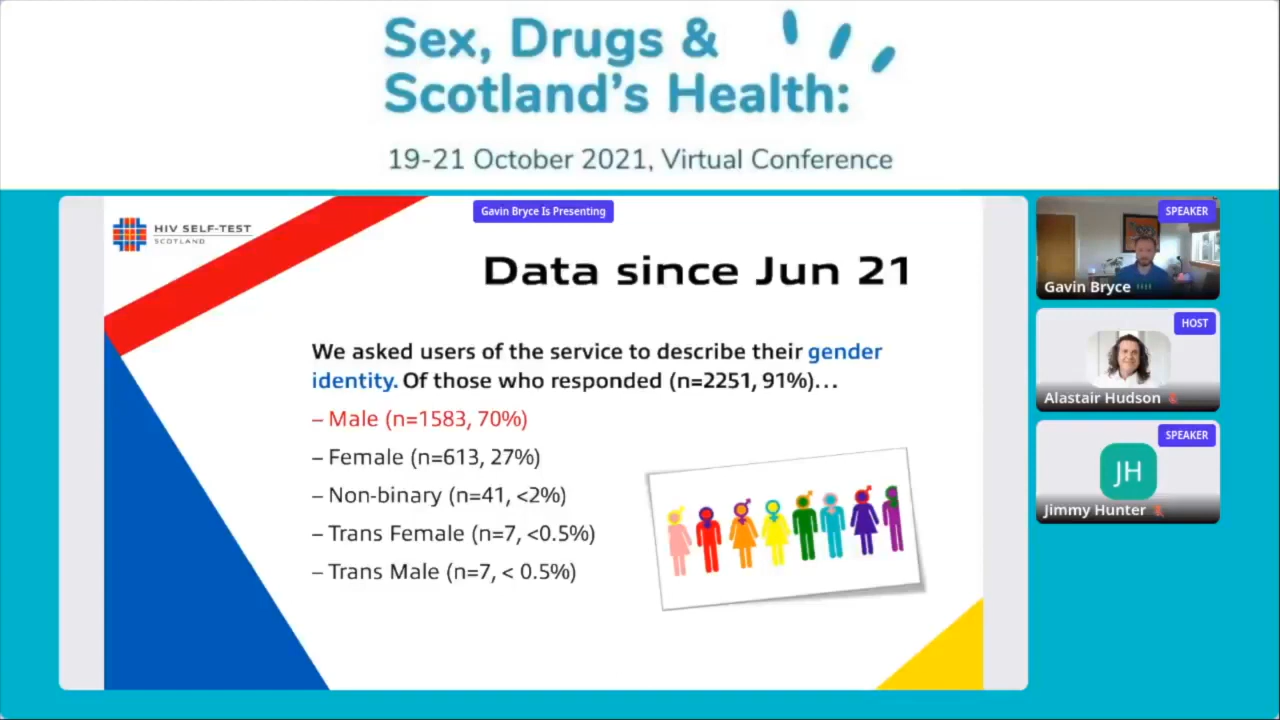 Sex, Drugs &
Scotland's Health:
19-21 October 2021, Virtual Conference
Gavin Bryce Is Presenting
HIV SELF-TEST
SCOTLAND
Data since Jun 21
We asked users of the service to describe their gender
identity. Of those who responded (n=2251, 91%)...
– Male (n=1583, 70%)
– Female (n=613, 27%)
– Non-binary (n=41, <2%)
– Trans Female (n=7, <0.5%)
– Trans Male (n=7, < 0.5%)
SPEAKER
Gavin Bryce
HOST
Alastair Hudson
SPEAKER
JH
Jimmy Hunter